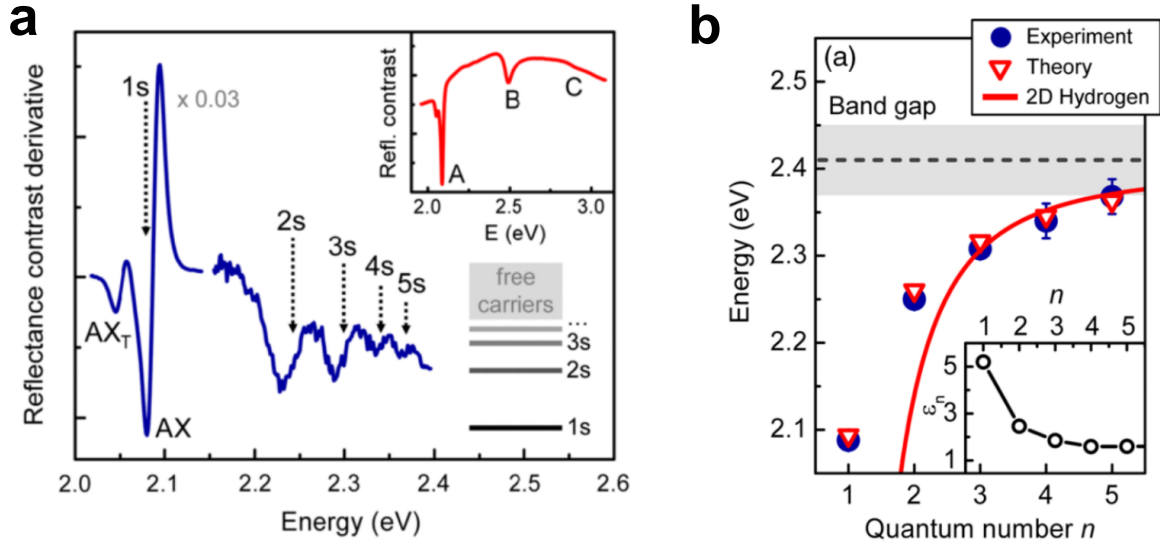 a
Reflectance contrast derivative
1s
x 0.03
AX_T
AX
2s
3s
4s
5s
Refl. contrast
A
B
C
2.0 2.5 3.0
E (eV)
free
carriers
...
3s
2s
1s
2.0 2.1 2.2 2.3 2.4 2.5 2.6
Energy (eV)
b
(a)
Experiment
Theory
2D Hydrogen
Band gap
Energy (eV)
2.5
2.4
2.3
2.2
2.1
n
1 2 3 4 5
εn
5
3
1
1 2 3 4 5
Quantum number n